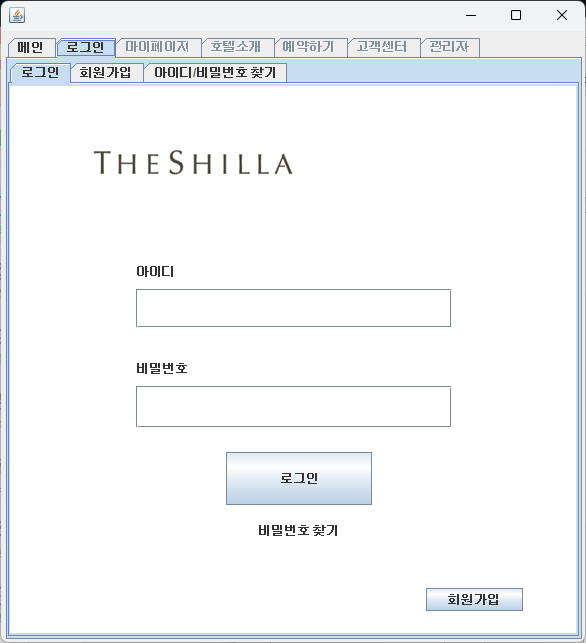 메인 로그인 마이페이지 호텔소개 예약하기 고객센터 관리자
로그인 회원가입 아이디/비밀번호 찾기
THE SHILLA
아이디
비밀번호
로그인
비밀번호 찾기
회원가입